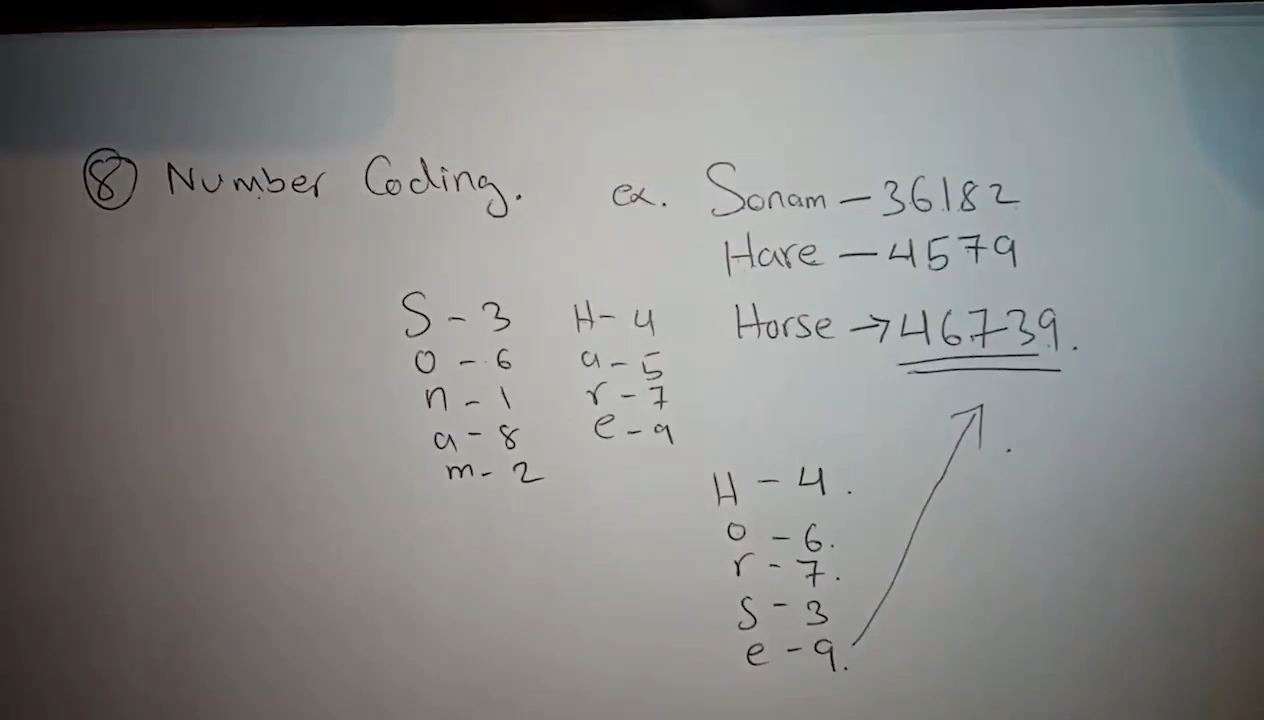 ⑧ Number Coding. ex. Sonam - 36182
Hare - 4579
Horse → 46739.
S - 3
o - 6
n - 1
a - 8
m - 2
H - 4
a - 5
r - 7
e - 9
H - 4.
o - 6.
r - 7.
S - 3
e - 9.